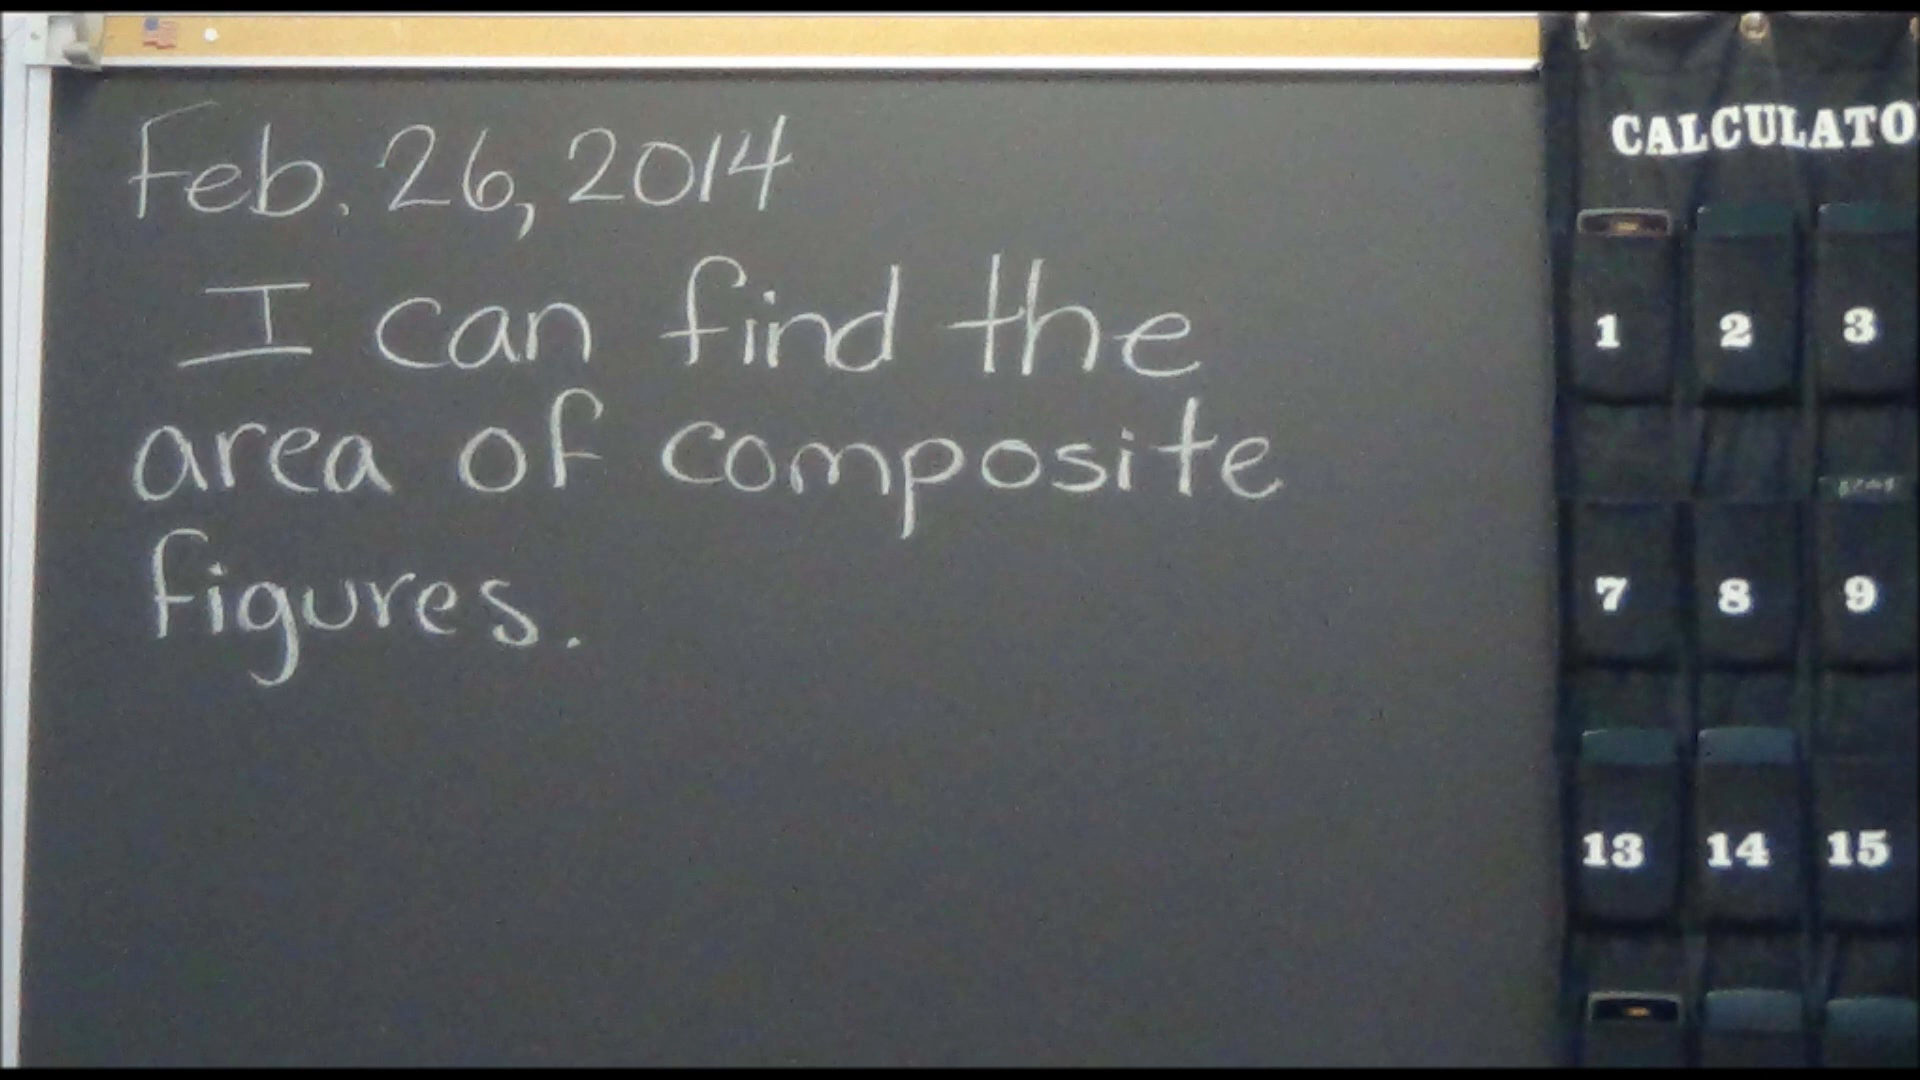 Feb. 26, 2014
I can find the
area of composite
figures.
CALCULATO
1 2 3
7 8 9
13 14 15